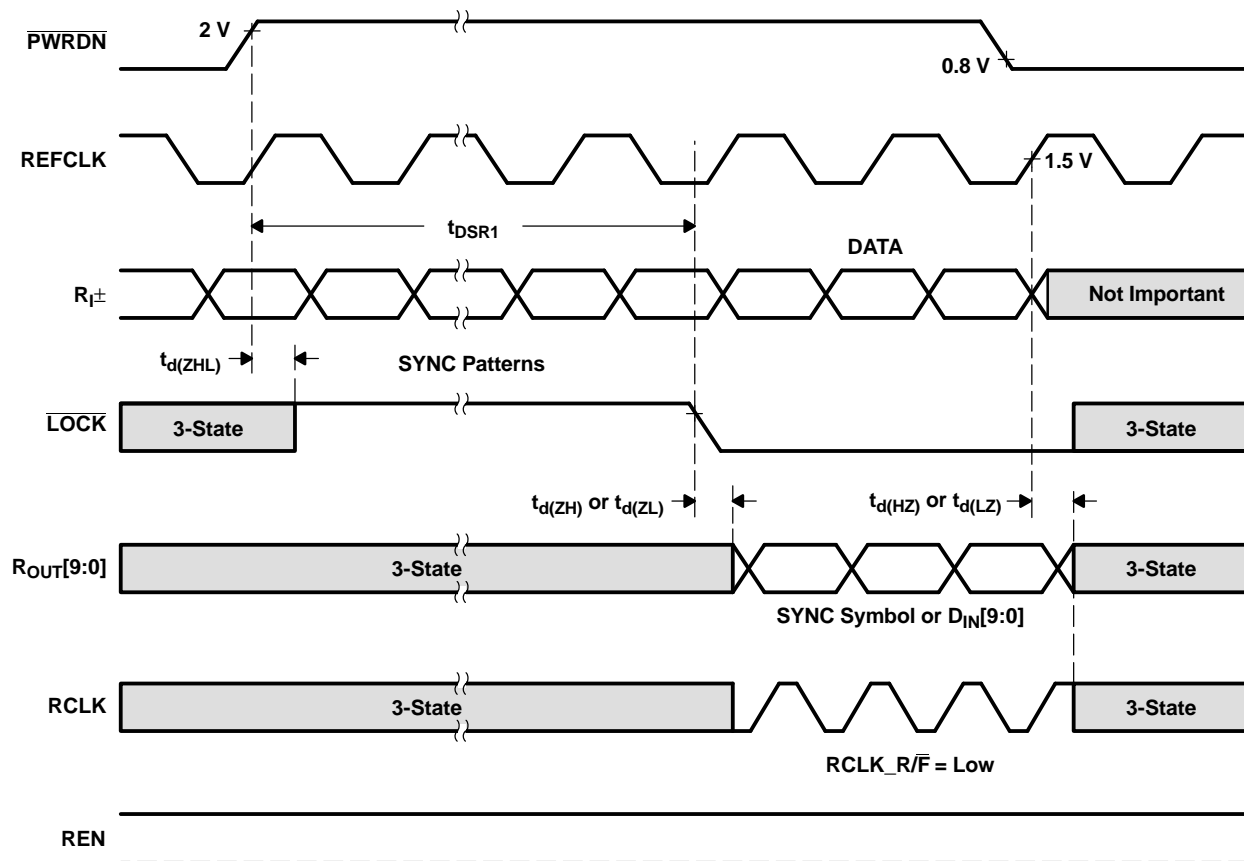 PWRDN
2 V
0.8 V
REFCLK
1.5 V
tDSR1
DATA
RI±
Not Important
td(ZHL)
SYNC Patterns
LOCK
3-State
3-State
td(ZH) or td(ZL)
td(HZ) or td(LZ)
ROUT[9:0]
3-State
3-State
SYNC Symbol or DIN[9:0]
RCLK
3-State
3-State
RCLK_R/F̅ = Low
REN